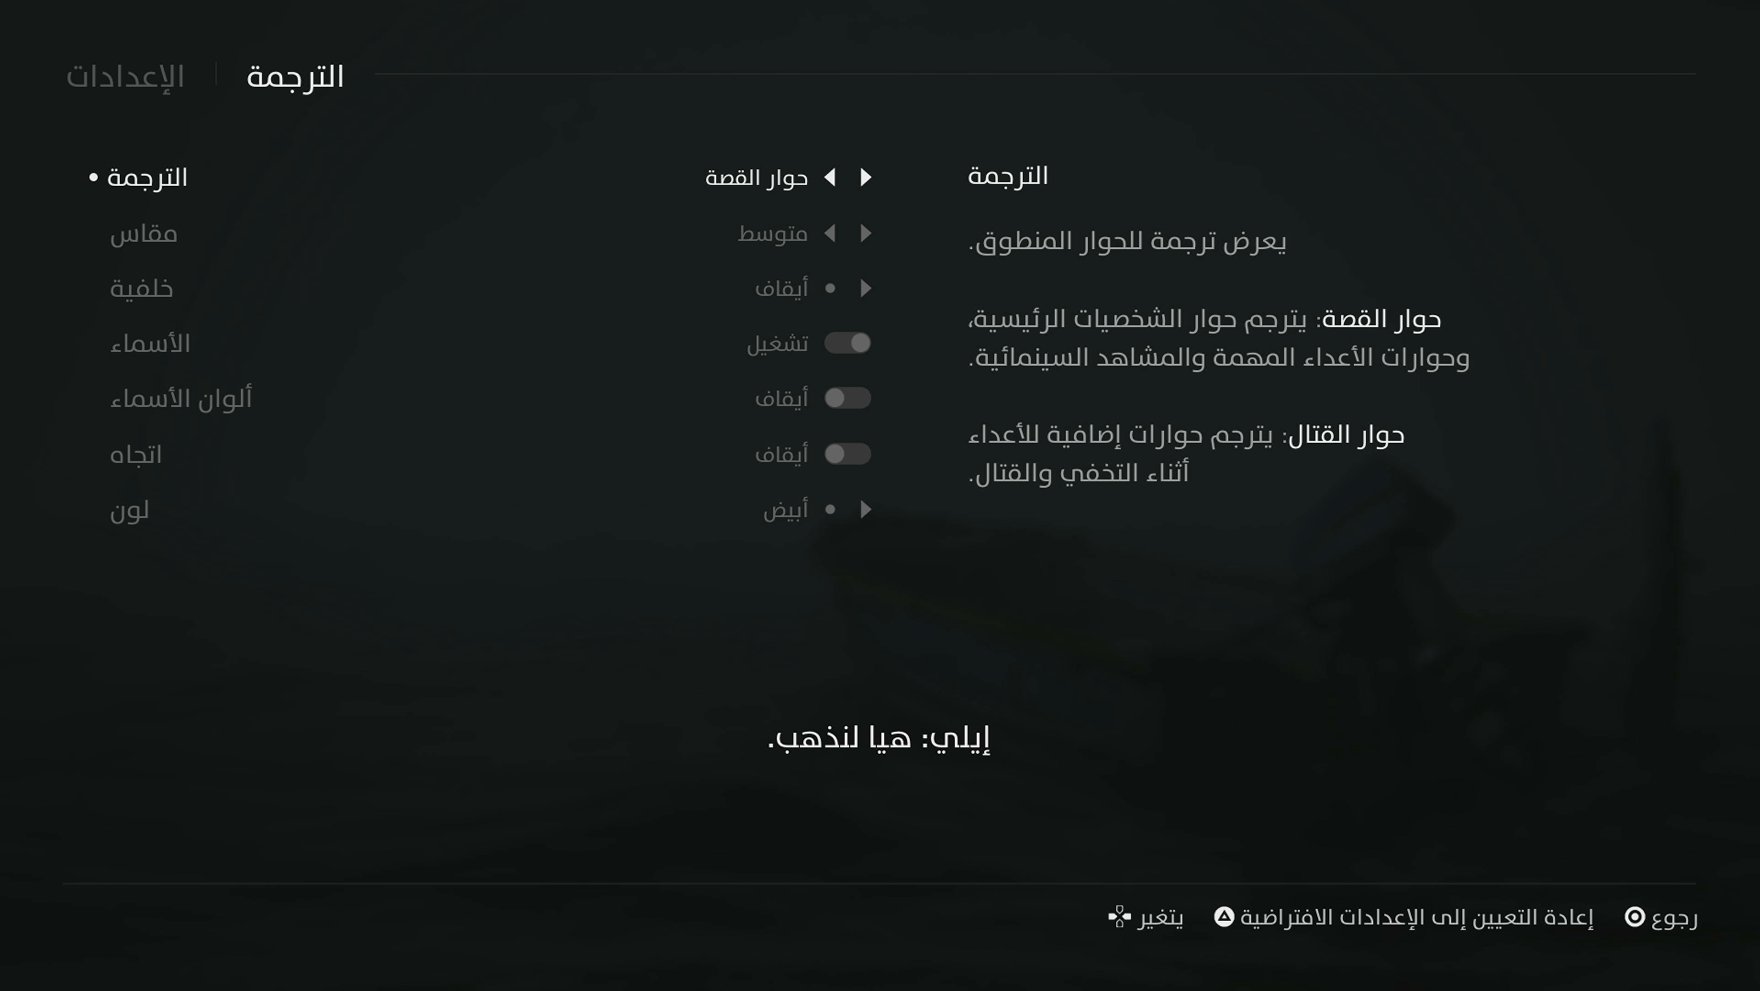 الإعدادات | الترجمة
الترجمة
حوار القصة
مقاس
متوسط
خلفية
أيقاف
الأسماء
تشغيل
ألوان الأسماء
أيقاف
اتجاه
أيقاف
لون
أبيض
الترجمة
يعرض ترجمة للحوار المنطوق.
حوار القصة: يترجم حوار الشخصيات الرئيسية،
وحوارات الأعداء المهمة والمشاهد السينمائية.
حوار القتال: يترجم حوارات إضافية للأعداء
أثناء التخفي والقتال.
إيلي: هيا لنذهب.
رجوع
إعادة التعيين إلى الإعدادات الافتراضية
يتغير